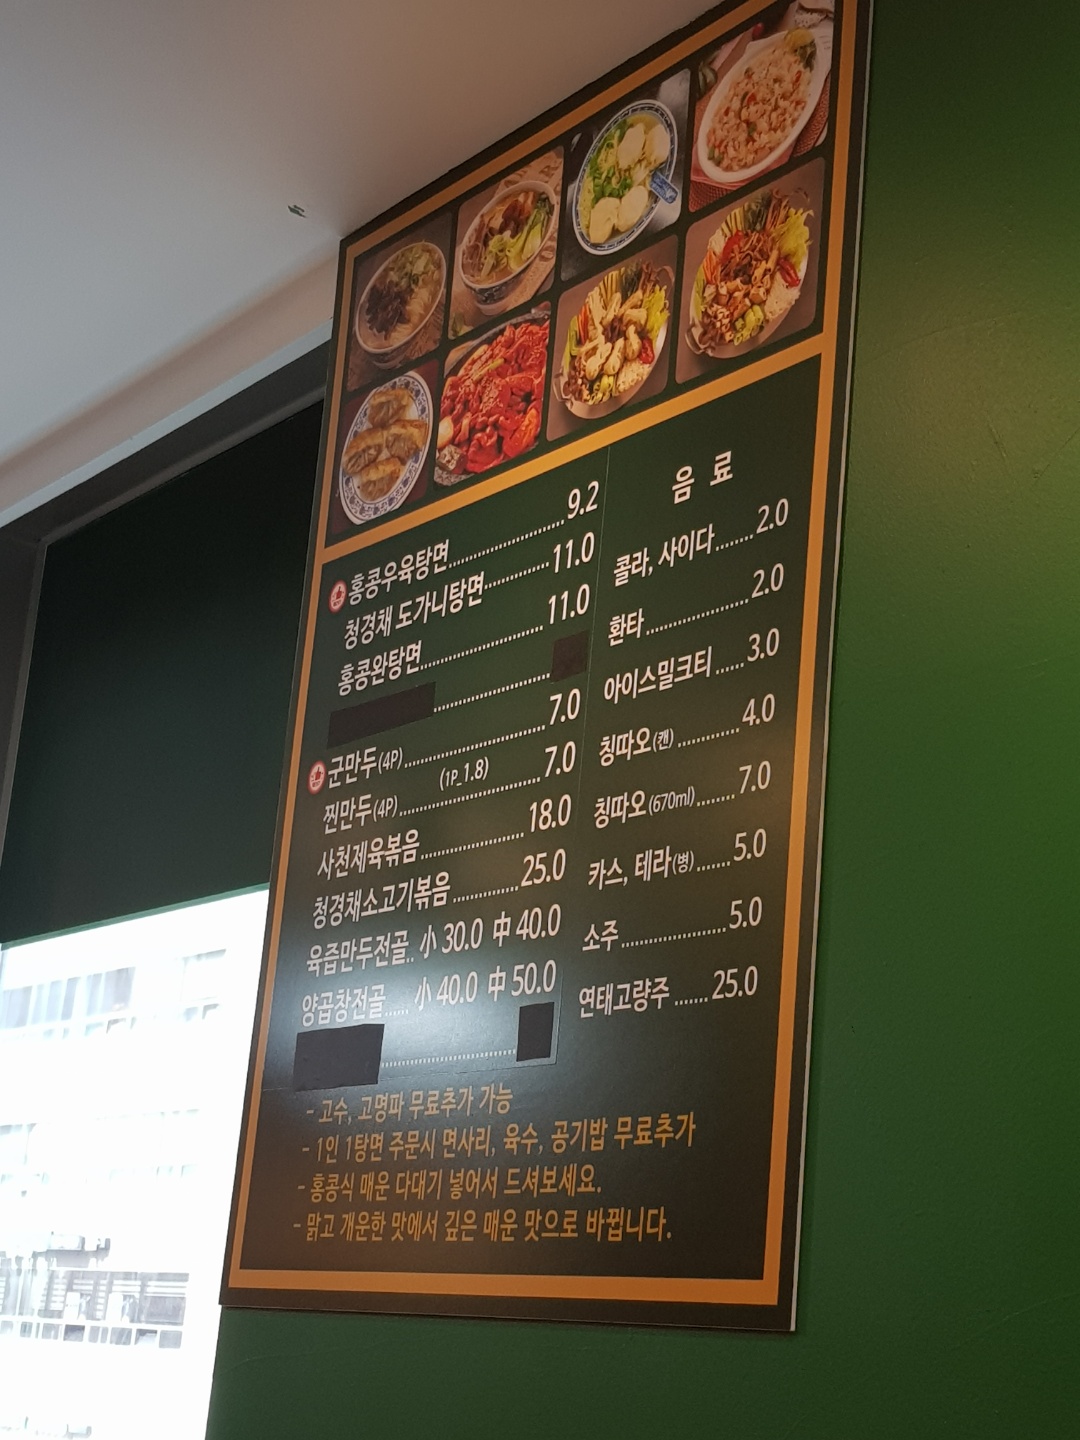 홍콩우육탕면 9.2
청경채 도가니탕면 11.0
홍콩완탕면 11.0
군만두(4P) 7.0
(1P_1.8)
찐만두(4P) 7.0
사천제육볶음 18.0
청경채소고기볶음 25.0
육즙만두전골.. 小 30.0 中 40.0
양곱창전골 小 40.0 中 50.0
음료
콜라, 사이다 2.0
환타 2.0
아이스밀크티 3.0
칭따오(캔) 4.0
칭따오(670ml) 7.0
카스, 테라(병) 5.0
소주 5.0
연태고량주 25.0
- 고수, 고명파 무료추가 가능
- 1인 1탕면 주문시 면사리, 육수, 공기밥 무료추가
- 홍콩식 매운 다대기 넣어서 드셔보세요.
- 맑고 개운한 맛에서 깊은 매운 맛으로 바뀝니다.